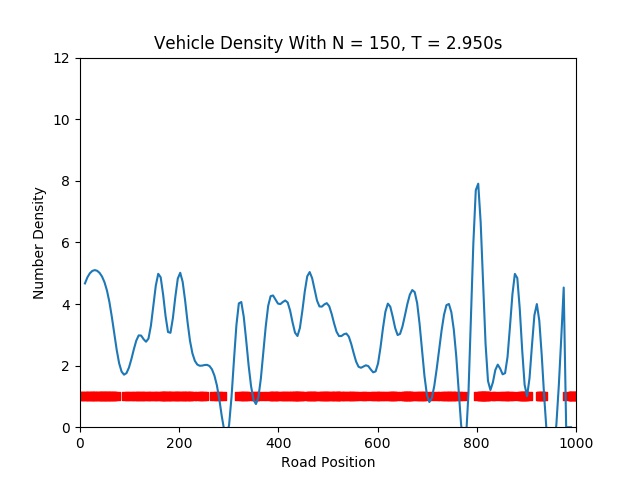 Vehicle Density With N = 150, T = 2.950s
12
10
8
6
4
2
0
Number Density
0 200 400 600 800 1000
Road Position